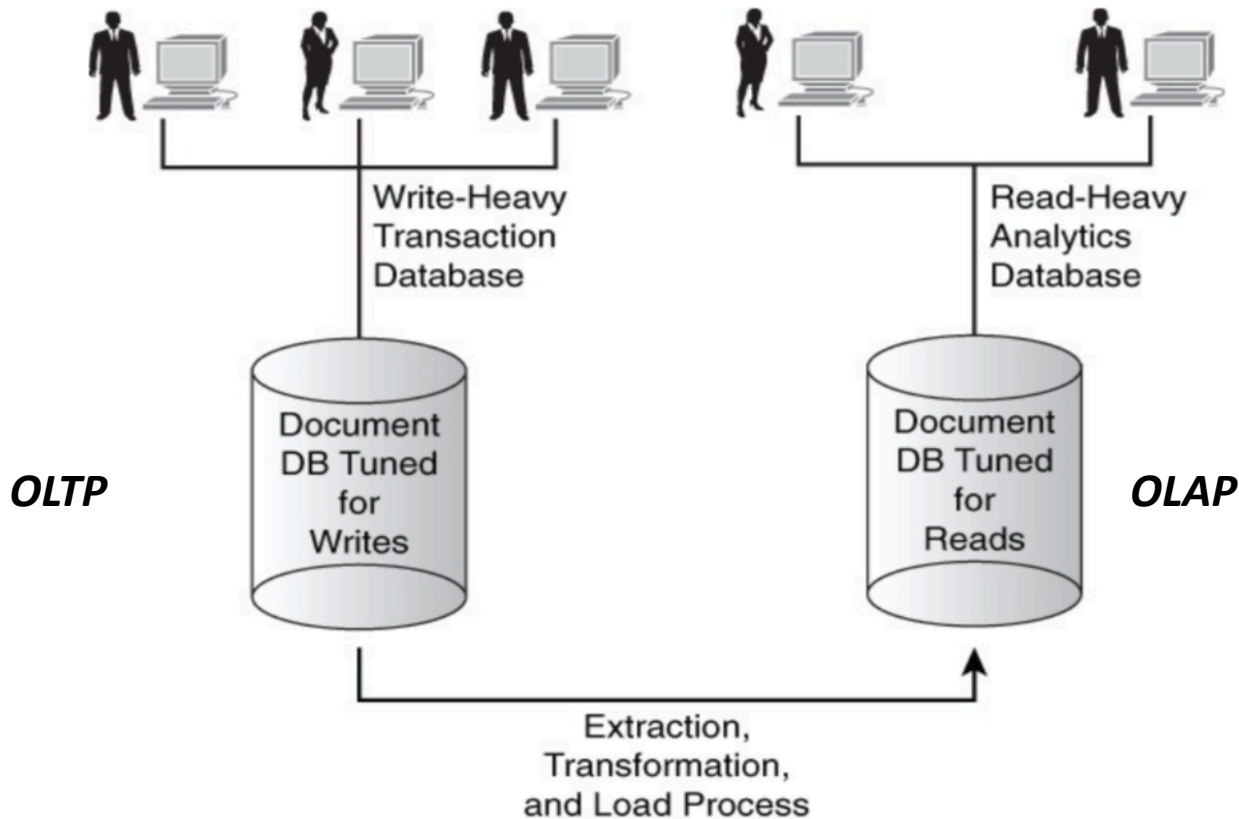 Write-Heavy
Transaction
Database
Read-Heavy
Analytics
Database
OLTP
Document
DB Tuned
for
Writes
Document
DB Tuned
for
Reads
OLAP
Extraction,
Transformation,
and Load Process